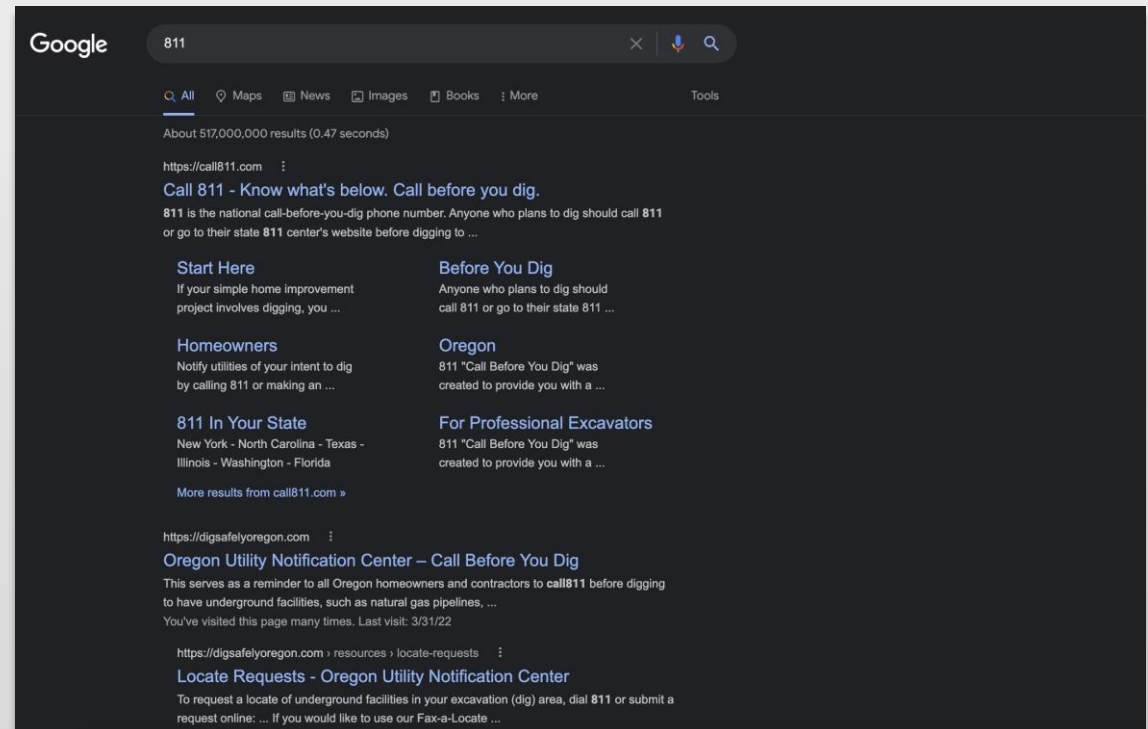 Google
811
All Maps News Images Books More Tools
About 517,000,000 results (0.47 seconds)
https://call811.com
Call 811 - Know what's below. Call before you dig.
811 is the national call-before-you-dig phone number. Anyone who plans to dig should call 811
or go to their state 811 center's website before digging to ...
Start Here
If your simple home improvement
project involves digging, you ...
Before You Dig
Anyone who plans to dig should
call 811 or go to their state 811 ...
Homeowners
Notify utilities of your intent to dig
by calling 811 or making an ...
Oregon
811 "Call Before You Dig" was
created to provide you with a ...
811 In Your State
New York - North Carolina - Texas -
Illinois - Washington - Florida
For Professional Excavators
811 "Call Before You Dig" was
created to provide you with a ...
More results from call811.com »
https://digsafelyoregon.com
Oregon Utility Notification Center – Call Before You Dig
This serves as a reminder to all Oregon homeowners and contractors to call811 before digging
to have underground facilities, such as natural gas pipelines, ...
You've visited this page many times. Last visit: 3/31/22
https://digsafelyoregon.com › resources › locate-requests
Locate Requests - Oregon Utility Notification Center
To request a locate of underground facilities in your excavation (dig) area, dial 811 or submit a
request online: ... If you would like to use our Fax-a-Locate ...